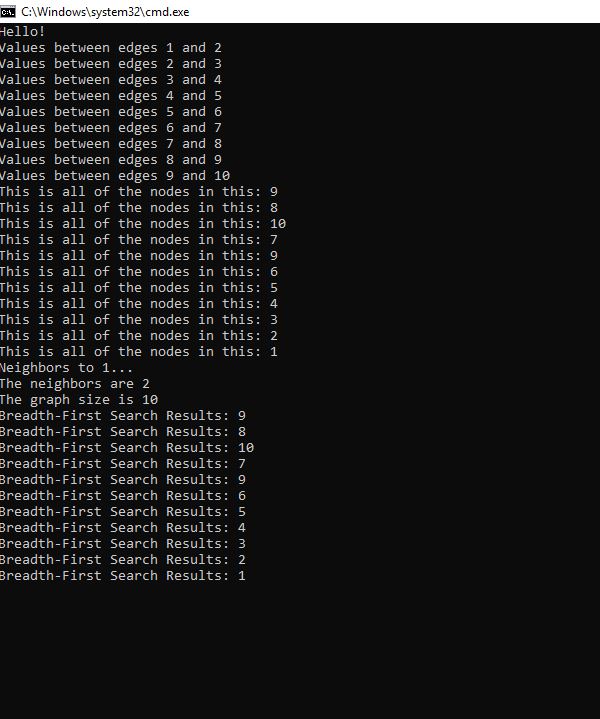 C:\Windows\system32\cmd.exe
Hello!
Values between edges 1 and 2
Values between edges 2 and 3
Values between edges 3 and 4
Values between edges 4 and 5
Values between edges 5 and 6
Values between edges 6 and 7
Values between edges 7 and 8
Values between edges 8 and 9
Values between edges 9 and 10
This is all of the nodes in this: 9
This is all of the nodes in this: 8
This is all of the nodes in this: 10
This is all of the nodes in this: 7
This is all of the nodes in this: 9
This is all of the nodes in this: 6
This is all of the nodes in this: 5
This is all of the nodes in this: 4
This is all of the nodes in this: 3
This is all of the nodes in this: 2
This is all of the nodes in this: 1
Neighbors to 1...
The neighbors are 2
The graph size is 10
Breadth-First Search Results: 9
Breadth-First Search Results: 8
Breadth-First Search Results: 10
Breadth-First Search Results: 7
Breadth-First Search Results: 9
Breadth-First Search Results: 6
Breadth-First Search Results: 5
Breadth-First Search Results: 4
Breadth-First Search Results: 3
Breadth-First Search Results: 2
Breadth-First Search Results: 1